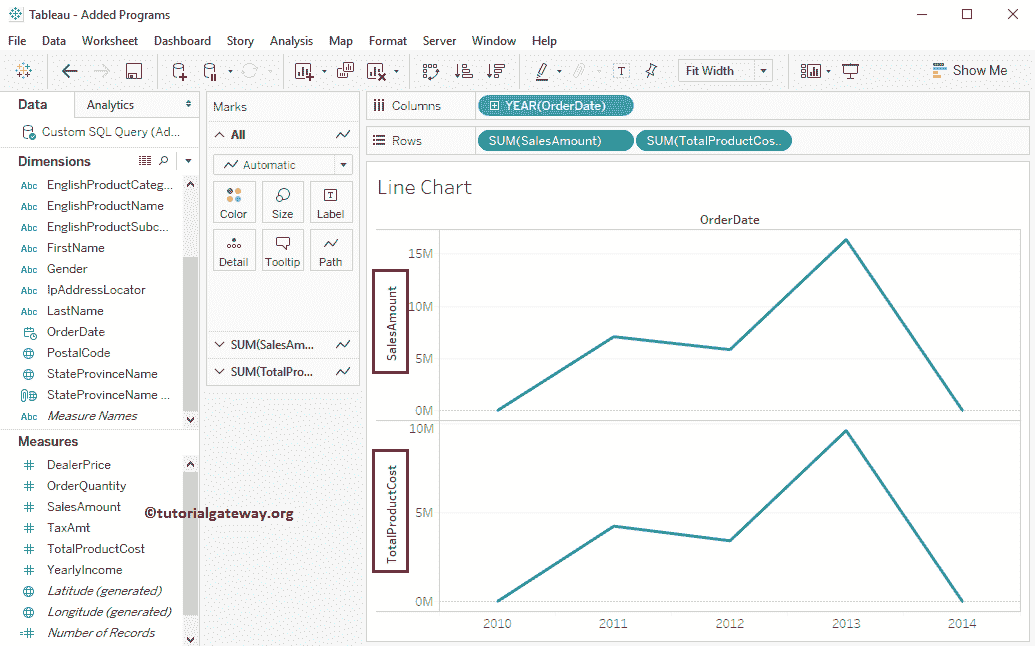 Tableau - Added Programs
File Data Worksheet Dashboard Story Analysis Map Format Server Window Help
Fit Width
Show Me
Data Analytics
Custom SQL Query (Ad...
Dimensions
Abc EnglishProductCateg...
Abc EnglishProductName
Abc EnglishProductSubc...
Abc FirstName
Abc Gender
Abc IpAddressLocator
Abc LastName
OrderDate
PostalCode
StateProvinceName
StateProvinceName ...
Abc Measure Names
Measures
DealerPrice
OrderQuantity
SalesAmount
TaxAmt
TotalProductCost
YearlyIncome
Latitude (generated)
Longitude (generated)
Number of Records
©tutorialgateway.org
Marks
All
Automatic
Color Size Label
Detail Tooltip Path
SUM(SalesAm...
SUM(TotalPro...
Columns YEAR(OrderDate)
Rows SUM(SalesAmount) SUM(TotalProductCos..
Line Chart
OrderDate
SalesAmount
15M
10M
5M
0M
TotalProductCost
10M
5M
0M
2010 2011 2012 2013 2014